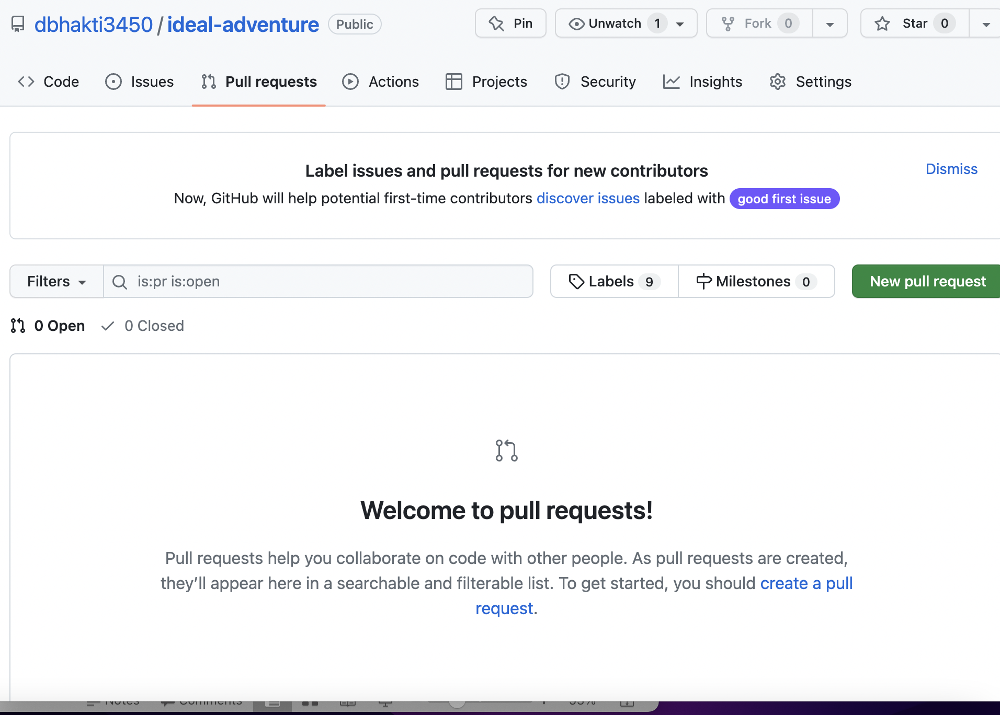 dbhakti3450 / ideal-adventure Public Pin Unwatch 1 Fork 0 Star 0
Code Issues Pull requests Actions Projects Security Insights Settings
Label issues and pull requests for new contributors
Dismiss
Now, GitHub will help potential first-time contributors discover issues labeled with good first issue
Filters is:pr is:open Labels 9 Milestones 0 New pull request
0 Open 0 Closed
Welcome to pull requests!
Pull requests help you collaborate on code with other people. As pull requests are created,
they’ll appear here in a searchable and filterable list. To get started, you should create a pull
request.
Notes Comments